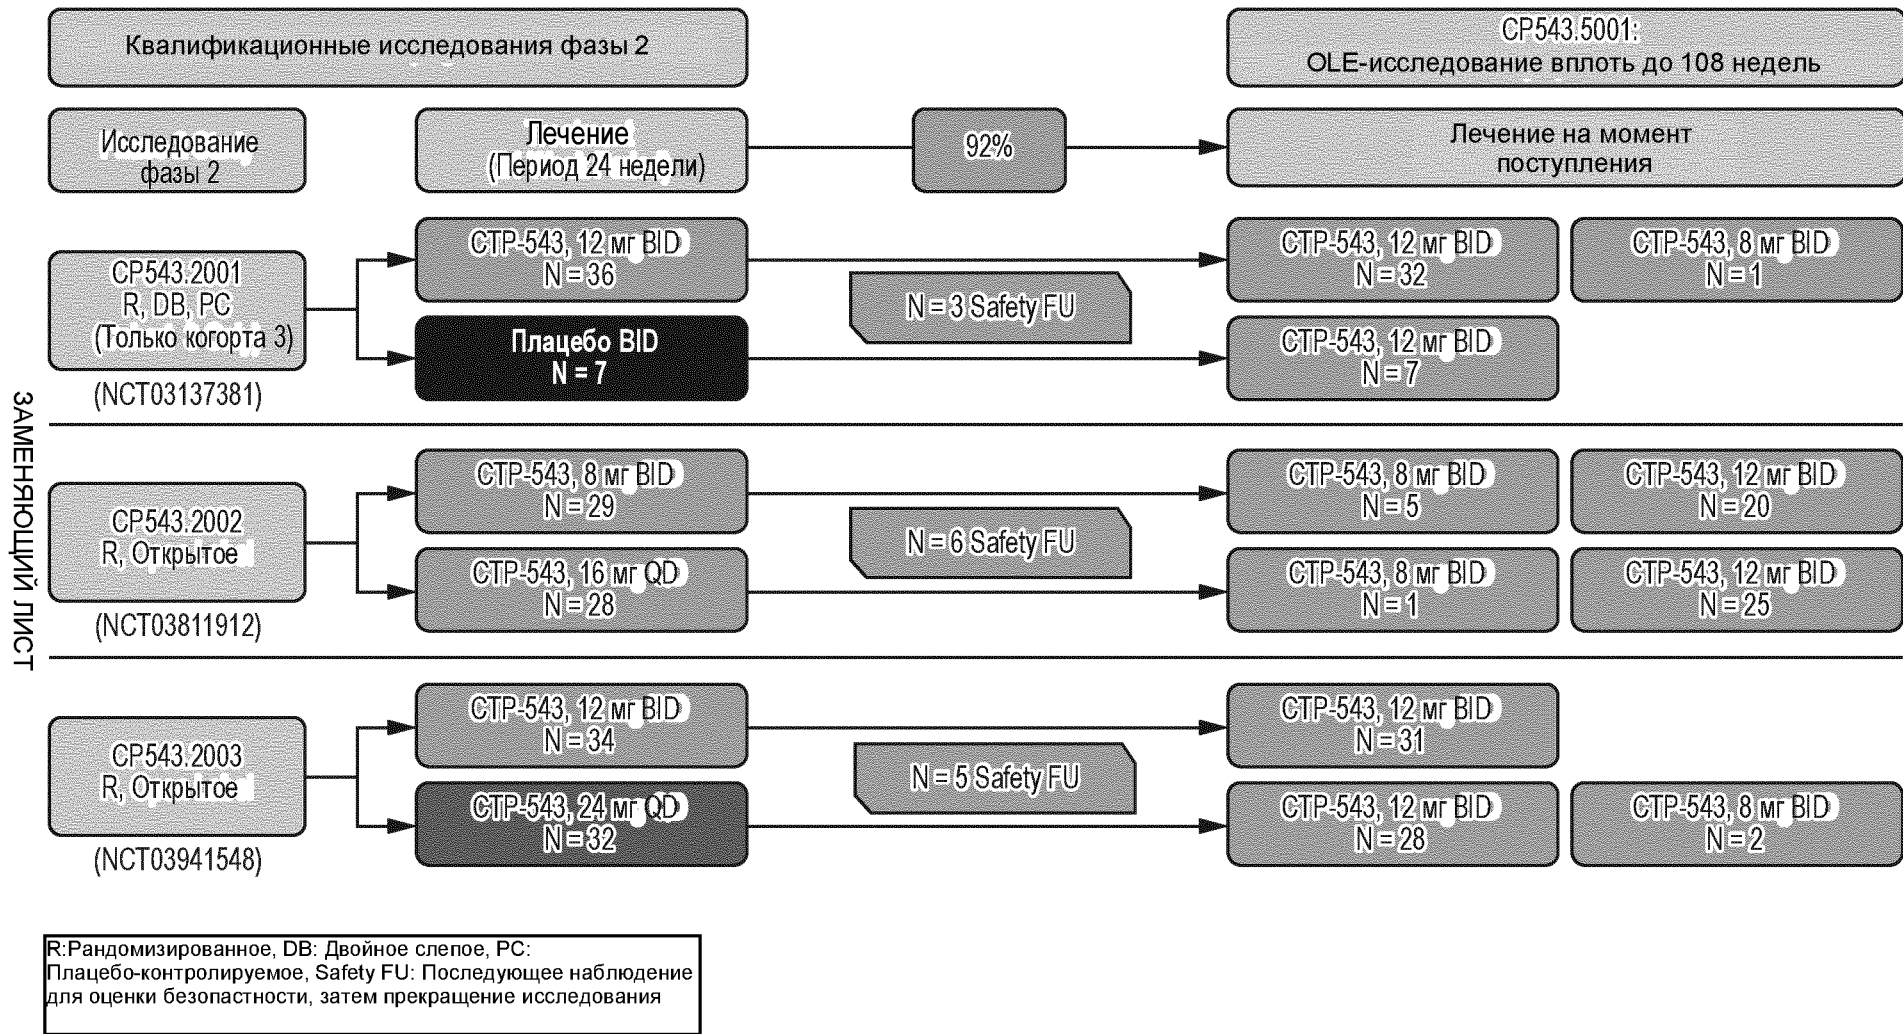 Квалификационные исследования фазы 2
CP543.5001:
OLE-исследование вплоть до 108 недель
Исследование
фазы 2
Лечение
(Период 24 недели)
92%
Лечение на момент
поступления
CP543.2001
R, DB, PC
(Только когорта 3)
(NCT03137381)
CTP-543, 12 мг BID
N = 36
Плацебо BID
N = 7
N = 3 Safety FU
CTP-543, 12 мг BID
N = 32
CTP-543, 8 мг BID
N = 1
CTP-543, 12 мг BID
N = 7
ЗАМЕНЯЮЩИЙ ЛИСТ
CP543.2002
R, Открытое
(NCT03811912)
CTP-543, 8 мг BID
N = 29
CTP-543, 16 мг QD
N = 28
N = 6 Safety FU
CTP-543, 8 мг BID
N = 5
CTP-543, 12 мг BID
N = 20
CTP-543, 8 мг BID
N = 1
CTP-543, 12 мг BID
N = 25
CP543.2003
R, Открытое
(NCT03941548)
CTP-543, 12 мг BID
N = 34
CTP-543, 24 мг QD
N = 32
N = 5 Safety FU
CTP-543, 12 мг BID
N = 31
CTP-543, 12 мг BID
N = 28
CTP-543, 8 мг BID
N = 2
R:Рандомизированное, DB: Двойное слепое, PC:
Плацебо-контролируемое, Safety FU: Последующее наблюдение
для оценки безопастности, затем прекращение исследования